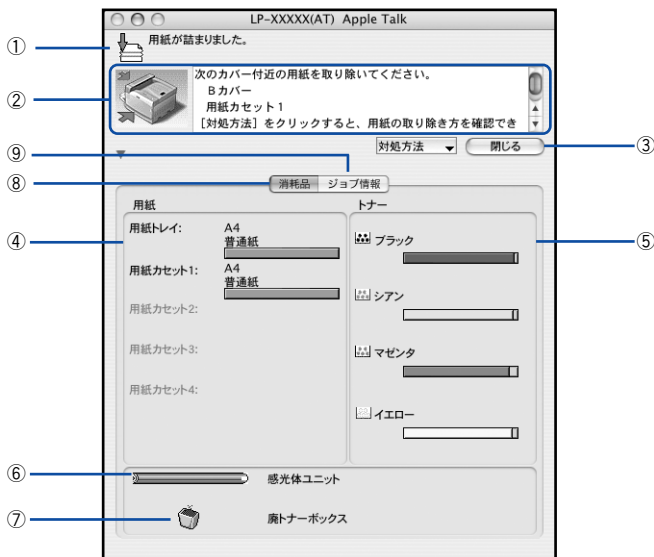 LP-XXXXX(AT) Apple Talk
① 用紙が詰まりました。
② 次のカバー付近の用紙を取り除いてください。
Bカバー
用紙カセット1
[対処方法]をクリックすると、用紙の取り除き方を確認でき
対処方法 閉じる ③
⑨
⑧ 消耗品 ジョブ情報
用紙 トナー
④ 用紙トレイ: A4
普通紙
用紙カセット1: A4
普通紙
用紙カセット2:
用紙カセット3:
用紙カセット4:
ブラック ⑤
シアン
マゼンタ
イエロー
⑥ 感光体ユニット
⑦ 廃トナーボックス